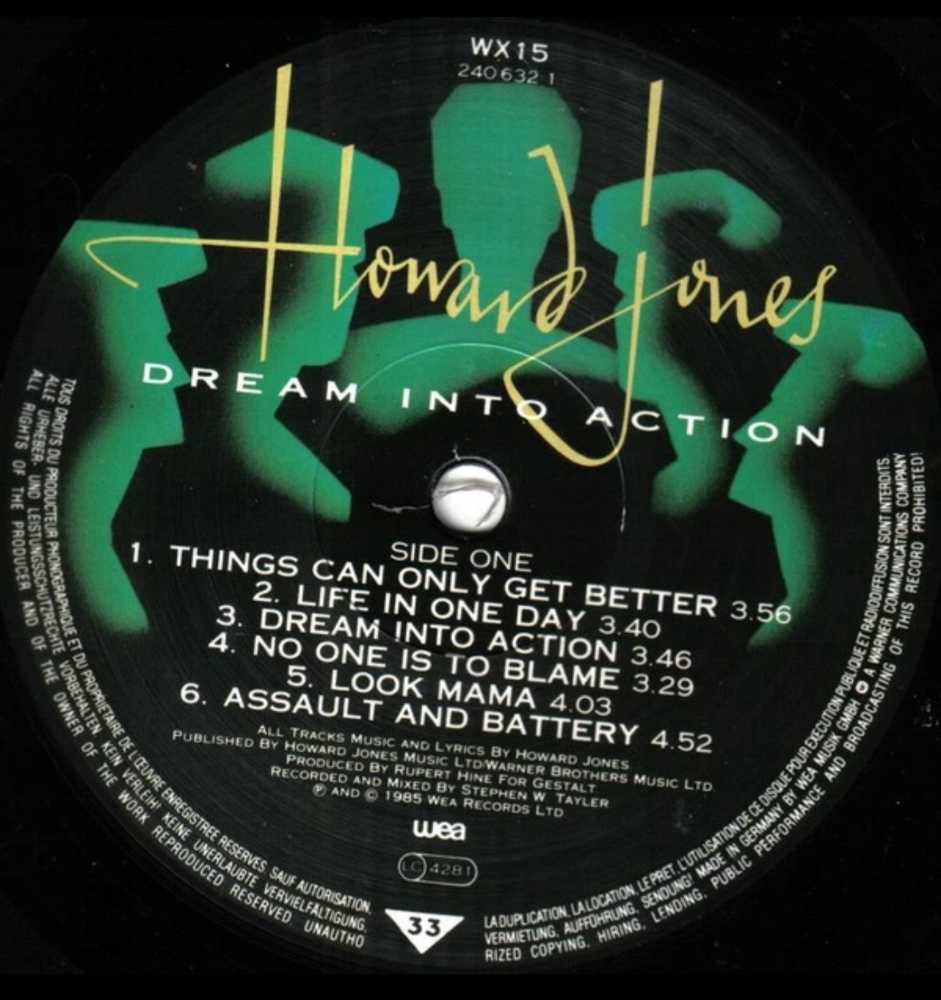 WX15
240 632 1
Howard Jones
DREAM INTO ACTION
SIDE ONE
1. THINGS CAN ONLY GET BETTER 3.56
2. LIFE IN ONE DAY 3.40
3. DREAM INTO ACTION 3.46
4. NO ONE IS TO BLAME 3.29
5. LOOK MAMA 4.03
6. ASSAULT AND BATTERY 4.52
ALL TRACKS MUSIC AND LYRICS BY HOWARD JONES
PUBLISHED BY HOWARD JONES MUSIC LTD/WARNER BROTHERS MUSIC LTD
PRODUCED BY RUPERT HINE FOR GESTALT
RECORDED AND MIXED BY STEPHEN W TAYLER
℗ AND © 1985 WEA RECORDS LTD
wea
LC 4281
33
TOUS DROITS DU PRODUCTEUR PHONOGRAPHIQUE ET DU PROPRIETAIRE DE L'ŒUVRE ENREGISTREE RESERVES. SAUF AUTORISATION, LA DUPLICATION, LA LOCATION, LE PRET, L'UTILISATION DE CE DISQUE POUR EXECUTION PUBLIQUE ET RADIODIFFUSION SONT INTERDITS.
ALLE URHEBER- UND LEISTUNGSSCHUTZRECHTE VORBEHALTEN KEIN VERLEIH! KEINE UNERLAUBTE VERVIELFÄLTIGUNG, VERMIETUNG, AUFFÜHRUNG, SENDUNG! MADE IN GERMANY BY WEA MUSIK GMBH A WARNER COMMUNICATIONS COMPANY
ALL RIGHTS OF THE PRODUCER AND OF THE OWNER OF THE WORK REPRODUCED RESERVED UNAUTHORIZED COPYING, HIRING, LENDING, PUBLIC PERFORMANCE AND BROADCASTING OF THIS RECORD PROHIBITED!